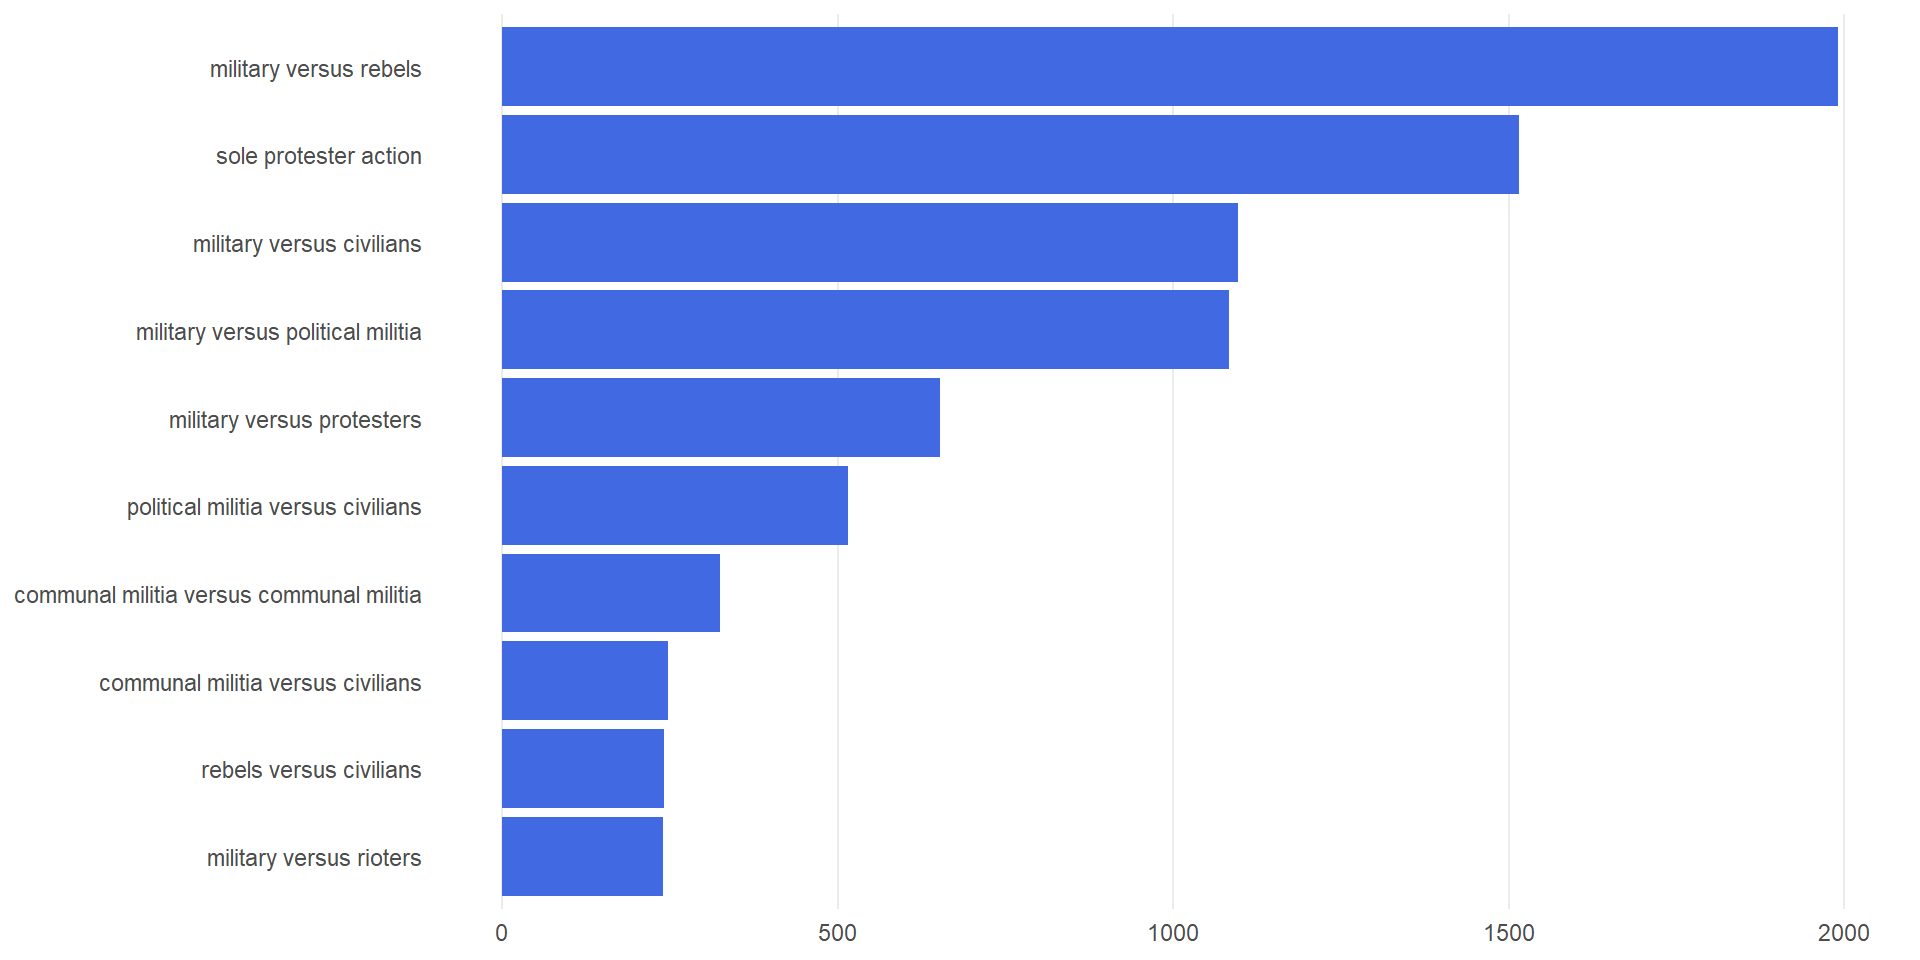 military versus rebels
sole protester action
military versus civilians
military versus political militia
military versus protesters
political militia versus civilians
communal militia versus communal militia
communal militia versus civilians
rebels versus civilians
military versus rioters
0 500 1000 1500 2000